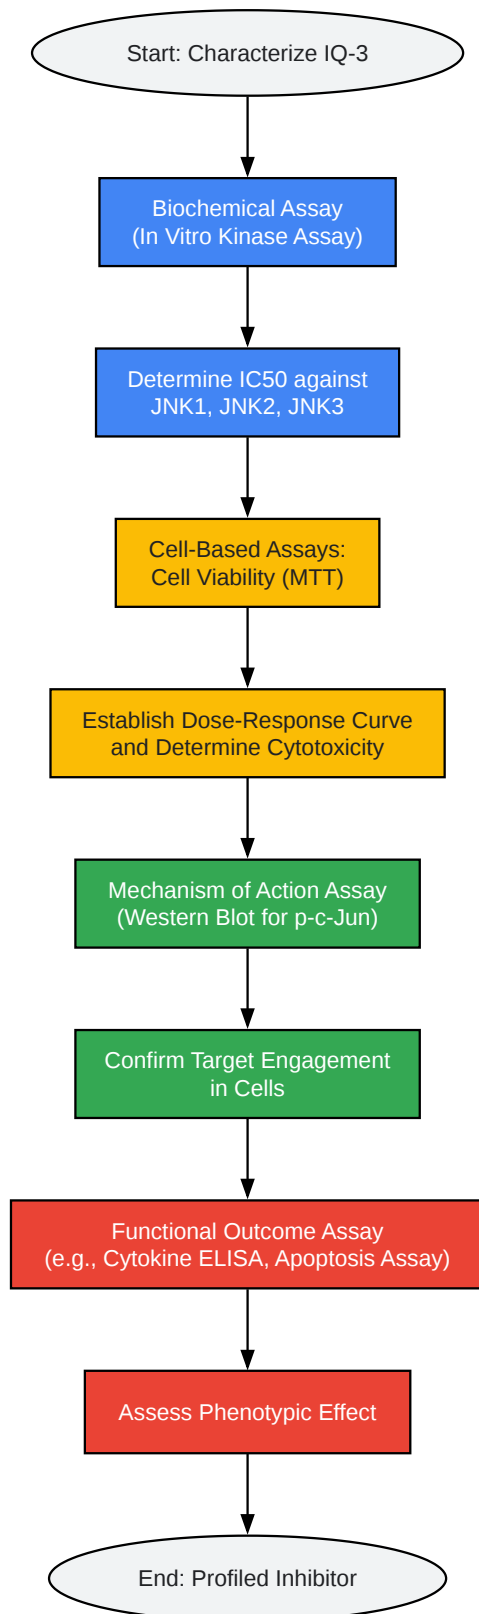 Start: Characterize IQ-3
Biochemical Assay
(In Vitro Kinase Assay)
Determine IC50 against
JNK1, JNK2, JNK3
Cell-Based Assays:
Cell Viability (MTT)
Establish Dose-Response Curve
and Determine Cytotoxicity
Mechanism of Action Assay
(Western Blot for p-c-Jun)
Confirm Target Engagement
in Cells
Functional Outcome Assay
(e.g., Cytokine ELISA, Apoptosis Assay)
Assess Phenotypic Effect
End: Profiled Inhibitor